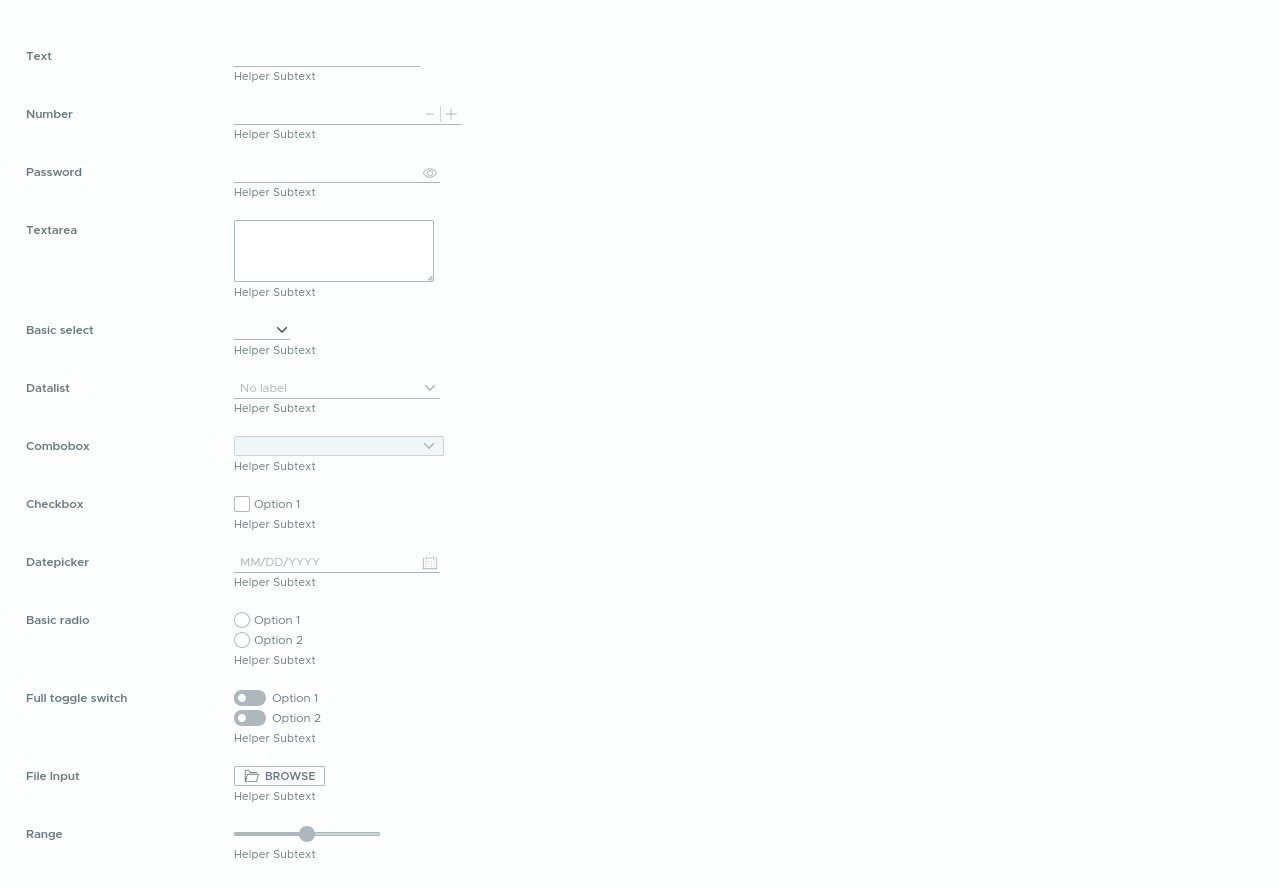 Text
Helper Subtext
Number
Helper Subtext
Password
Helper Subtext
Textarea
Helper Subtext
Basic select
Helper Subtext
Datalist No label
Helper Subtext
Combobox
Helper Subtext
Checkbox Option 1
Helper Subtext
Datepicker MM/DD/YYYY
Helper Subtext
Basic radio Option 1
Option 2
Helper Subtext
Full toggle switch Option 1
Option 2
Helper Subtext
File Input BROWSE
Helper Subtext
Range
Helper Subtext